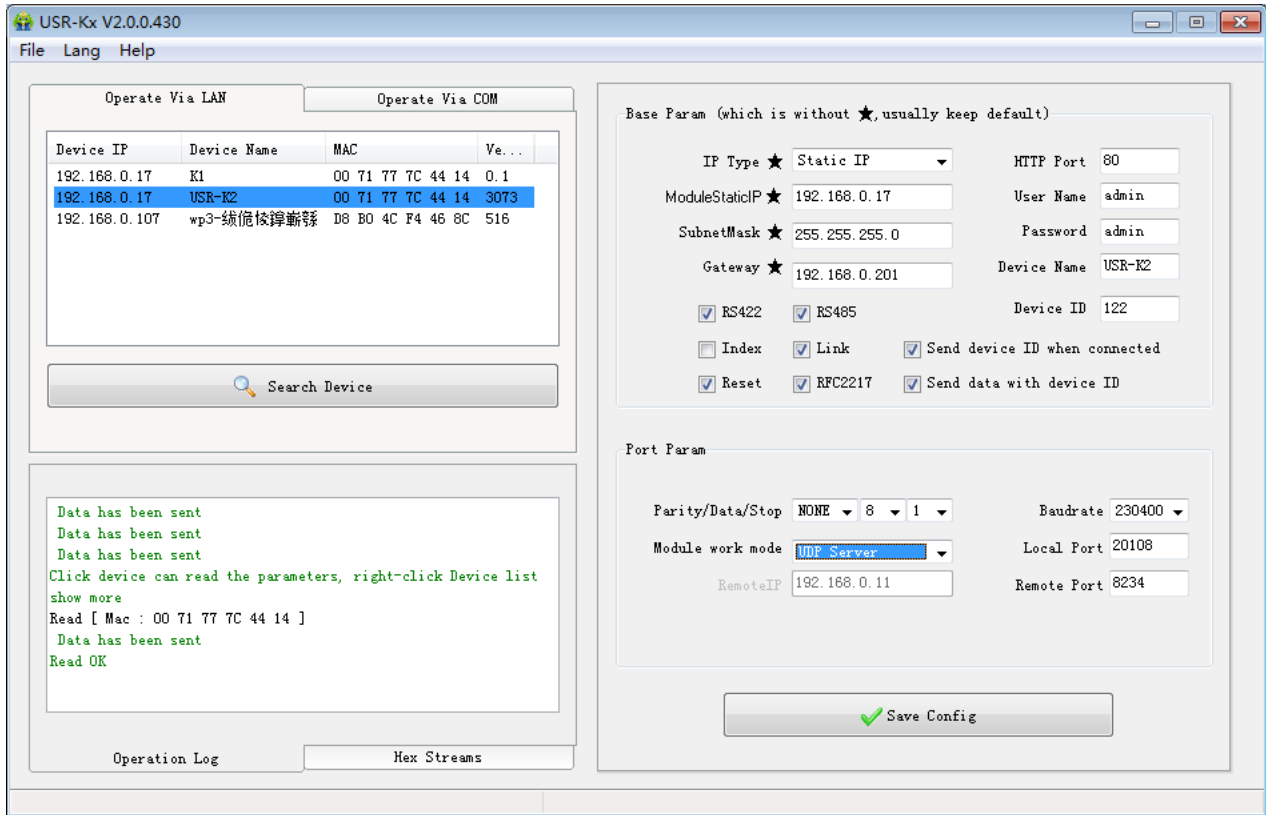 USR-Kx V2.0.0.430
File Lang Help
Operate Via LAN Operate Via COM
Device IP Device Name MAC Ve...
192.168.0.17 K1 00 71 77 7C 44 14 0.1
192.168.0.17 USR-K2 00 71 77 7C 44 14 3073
192.168.0.107 wp3- D8 B0 4C F4 46 8C 516
Search Device
Data has been sent
Data has been sent
Data has been sent
Click device can read the parameters, right-click Device list
show more
Read [ Mac : 00 71 77 7C 44 14 ]
Data has been sent
Read OK
Operation Log Hex Streams
Base Param (which is without ★,usually keep default)
IP Type ★ Static IP HTTP Port 80
ModuleStaticIP ★ 192.168.0.17 User Name admin
SubnetMask ★ 255.255.255.0 Password admin
Gateway ★ 192.168.0.201 Device Name USR-K2
RS422 RS485 Device ID 122
Index Link Send device ID when connected
Reset RFC2217 Send data with device ID
Port Param
Parity/Data/Stop NONE 8 1 Baudrate 230400
Module work mode UDP Server Local Port 20108
RemoteIP 192.168.0.11 Remote Port 8234
Save Config